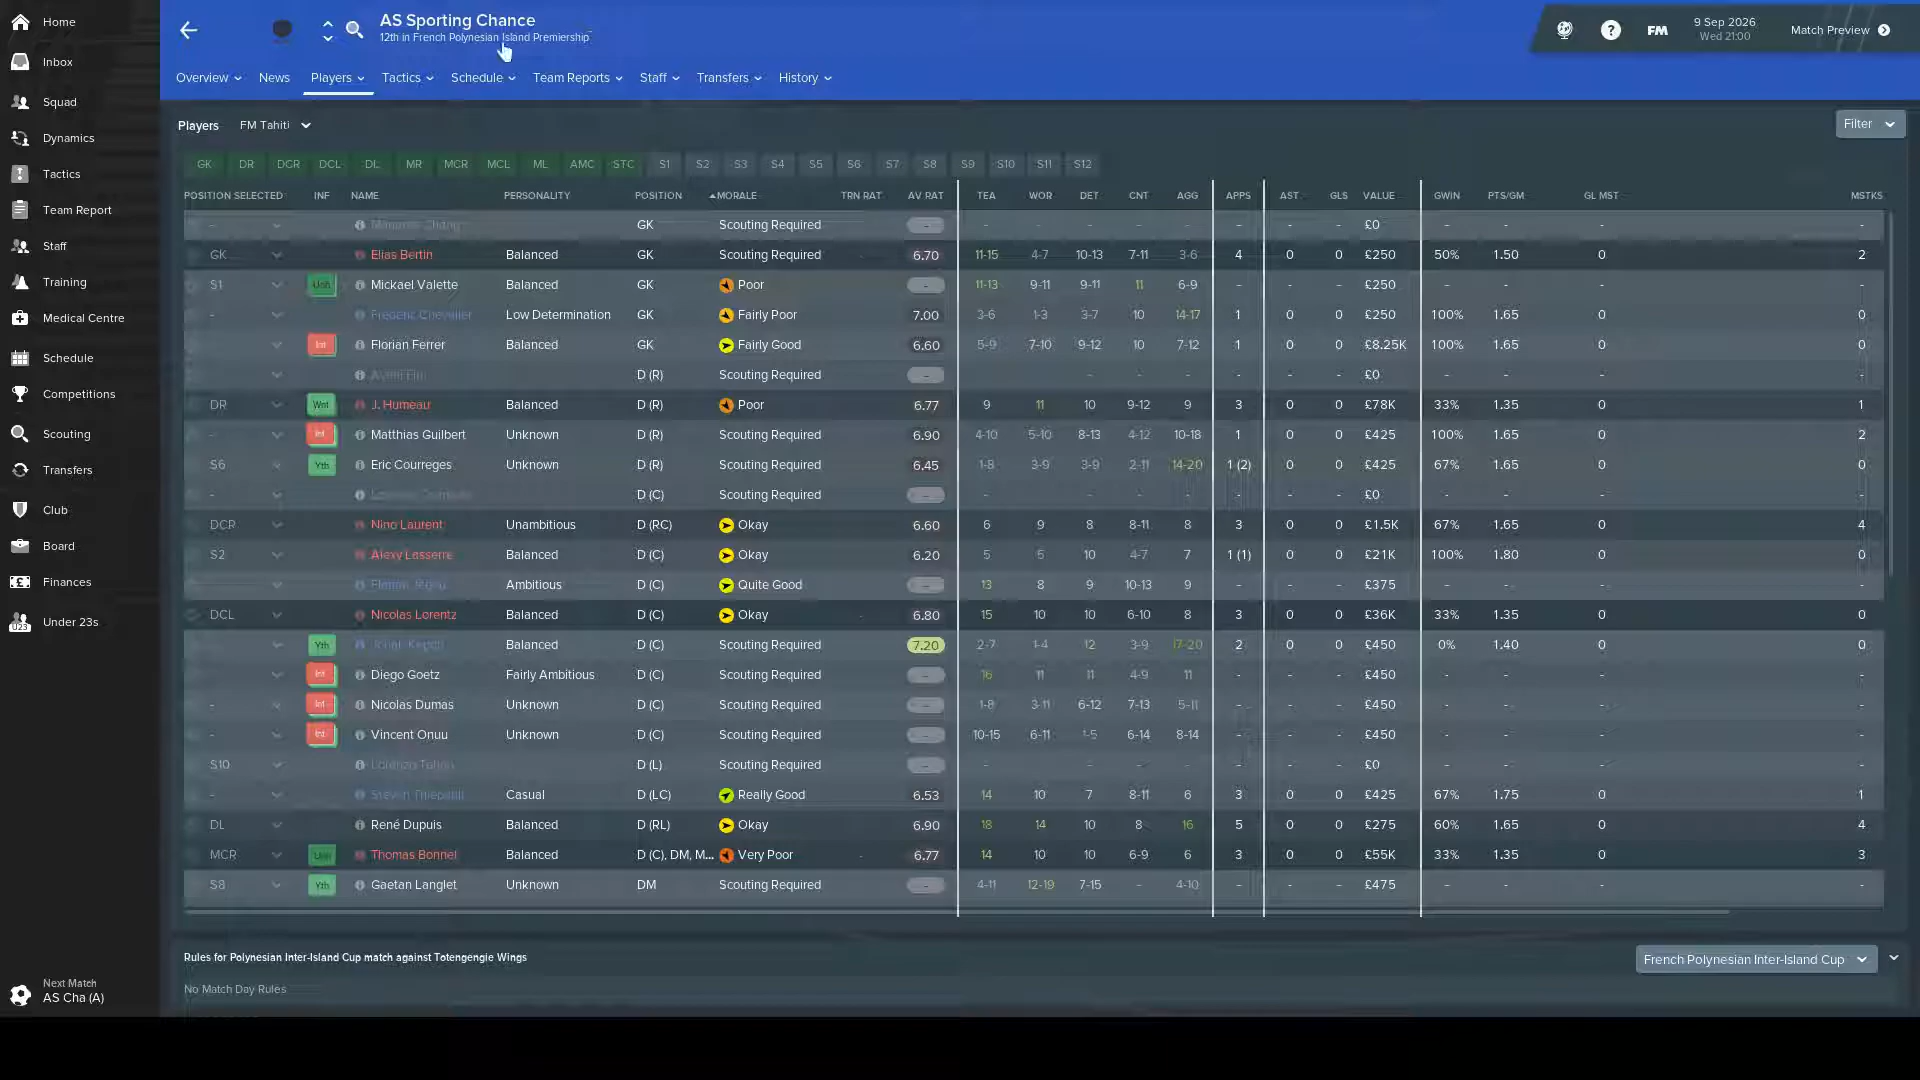 Home
Inbox
Squad
Dynamics
Tactics
Team Report
Staff
Training
Medical Centre
Schedule
Competitions
Scouting
Transfers
Club
Board
Finances
Under 23s
Next Match
AS Cha (A)
AS Sporting Chance
12th in French Polynesian Island Premiership
FM
9 Sep 2026
Wed 21:00
Match Preview
Overview News Players Tactics Schedule Team Reports Staff Transfers History
Players FM Tahiti Filter
GK DR DCR DCL DL MR MCR MCL ML AMC STC S1 S2 S3 S4 S5 S6 S7 S8 S9 S10 S11 S12
POSITION SELECTED INF NAME PERSONALITY POSITION MORALE TRN RAT AV RAT TEA WOR DET CNT AGG APPS AST GLS VALUE GWIN PTS/GM GL MST MSTKS
- GK Scouting Required - - - - - - - - - £0 - - - -
GK Elias Bertin Balanced GK Scouting Required - 6.70 11-15 4-7 10-13 7-11 3-6 4 0 0 £250 50% 1.50 0 2
S1 Unh Mickael Valette Balanced GK Poor - 11-13 9-11 9-11 11 6-9 - - - £250 - - - -
- Frederic Chevalier Low Determination GK Fairly Poor 7.00 3-6 1-3 3-7 10 14-17 1 0 0 £250 100% 1.65 0 0
Int Florian Ferrer Balanced GK Fairly Good 6.60 5-9 7-10 9-12 10 7-12 1 0 0 £8.25K 100% 1.65 0 0
D (R) Scouting Required - - - - - - - £0 - - - -
DR Wnt J. Humeau Balanced D (R) Poor 6.77 9 11 10 9-12 9 3 0 0 £78K 33% 1.35 0 1
- Int Matthias Guilbert Unknown D (R) Scouting Required 6.90 4-10 5-10 8-13 4-12 10-18 1 0 0 £425 100% 1.65 0 2
S6 Yth Eric Courreges Unknown D (R) Scouting Required 6.45 1-8 3-9 3-9 2-11 14-20 1 (2) 0 0 £425 67% 1.65 0 0
- D (C) Scouting Required - - - - - - - - - £0 - - - -
DCR Nino Laurent Unambitious D (RC) Okay 6.60 6 9 8 8-11 8 3 0 0 £1.5K 67% 1.65 0 4
S2 Alexy Lasserre Balanced D (C) Okay 6.20 5 5 10 4-7 7 1 (1) 0 0 £21K 100% 1.80 0 0
Ambitious D (C) Quite Good - 13 8 9 10-13 9 - - - £375 - - - -
DCL Nicolas Lorentz Balanced D (C) Okay - 6.80 15 10 10 6-10 8 3 0 0 £36K 33% 1.35 0 0
Yth Balanced D (C) Scouting Required 7.20 2-7 1-4 12 3-9 17-20 2 0 0 £450 0% 1.40 0 0
Int Diego Goetz Fairly Ambitious D (C) Scouting Required - 16 11 11 4-9 11 - - - £450 - - - -
- Int Nicolas Dumas Unknown D (C) Scouting Required - 1-8 3-11 6-12 7-13 5-11 - - - £450 - - - -
- Int Vincent Onuu Unknown D (C) Scouting Required - 10-15 6-11 1-5 6-14 8-14 - - - £450 - - - -
S10 D (L) Scouting Required - - - - - - - - - £0 - - - -
- Casual D (LC) Really Good 6.53 14 10 7 8-11 6 3 0 0 £425 67% 1.75 0 1
DL René Dupuis Balanced D (RL) Okay 6.90 18 14 10 8 16 5 0 0 £275 60% 1.65 0 4
MCR Unh Thomas Bonnel Balanced D (C), DM, M... Very Poor - 6.77 14 10 10 6-9 6 3 0 0 £55K 33% 1.35 0 3
S8 Yth Gaetan Langlet Unknown DM Scouting Required - 4-11 12-19 7-15 - 4-10 - - - £475 - - - -
Rules for Polynesian Inter-Island Cup match against Totengengie Wings
French Polynesian Inter-Island Cup
No Match Day Rules